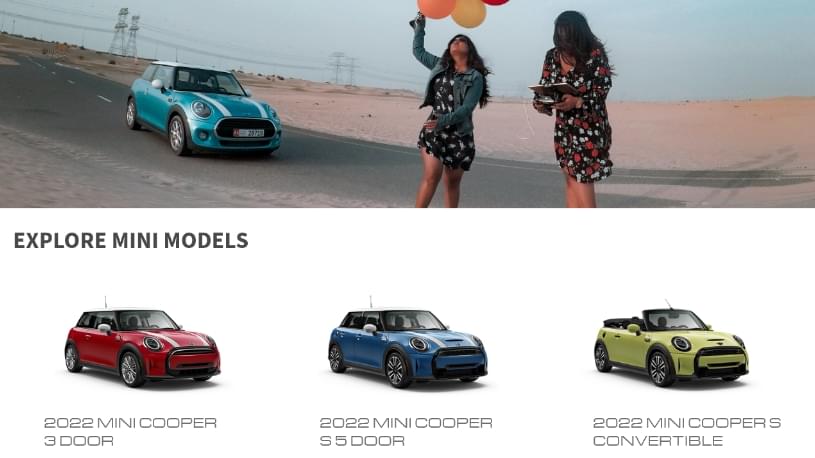 EXPLORE MINI MODELS
2022 MINI COOPER
3 DOOR
2022 MINI COOPER
S 5 DOOR
2022 MINI COOPER S
CONVERTIBLE